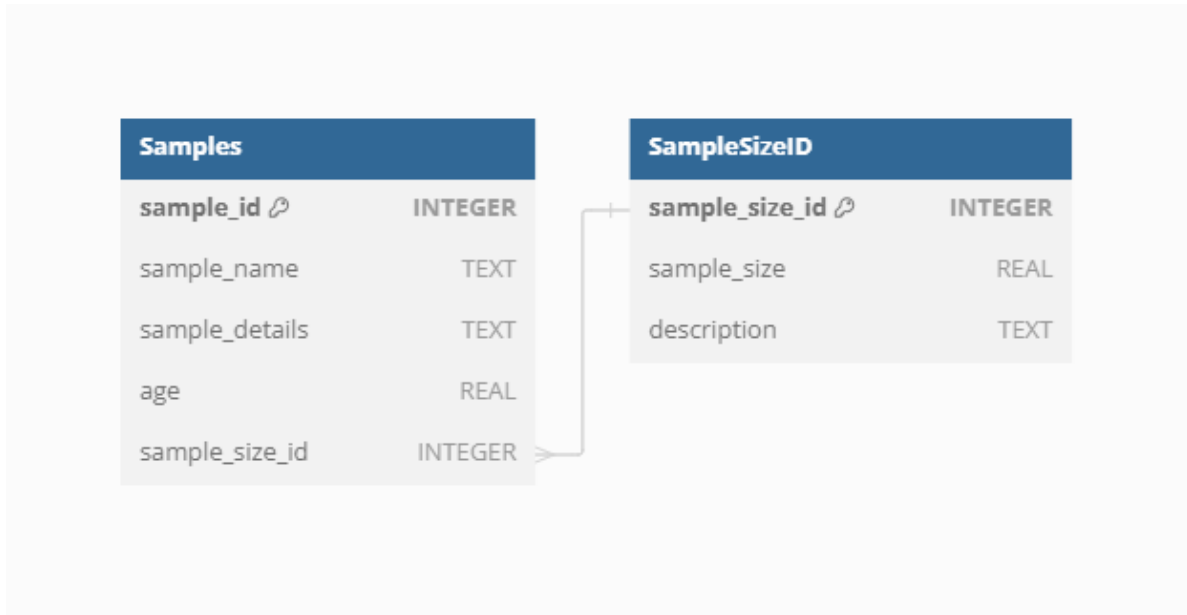 Samples
sample_id INTEGER
sample_name TEXT
sample_details TEXT
age REAL
sample_size_id INTEGER
SampleSizeID
sample_size_id INTEGER
sample_size REAL
description TEXT